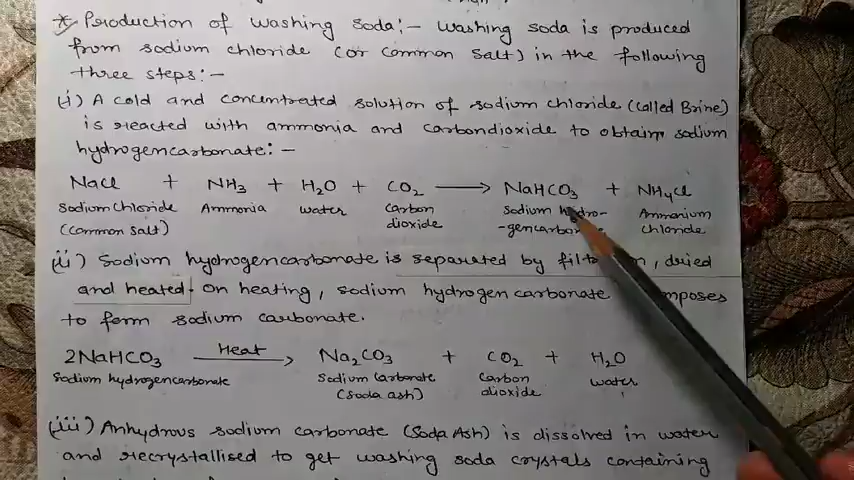 * Production of washing soda:- Washing soda is produced
from sodium chloride (or common salt) in the following
three steps:-
(i) A cold and concentrated solution of sodium chloride (called Brine)
is reacted with ammonia and carbondioxide to obtain sodium
hydrogencarbonate:-
NaCl + NH3 + H2O + CO2 → NaHCO3 + NH4Cl
Sodium Chloride Ammonia water Carbon Sodium Ammonium
(Common salt) dioxide chloride
(ii) Sodium hydrogencarbonate is separated by , dried
and heated. On heating, sodium hydrogen carbonate
to form sodium carbonate.
2NaHCO3 Heat → Na2CO3 + CO2 + H2O
Sodium hydrogencarbonate Sodium Carbonate Carbon water
(soda ash) dioxide
(iii) Anhydrous sodium carbonate (Soda Ash) is dissolved in water
and recrystallised to get washing soda crystals containing